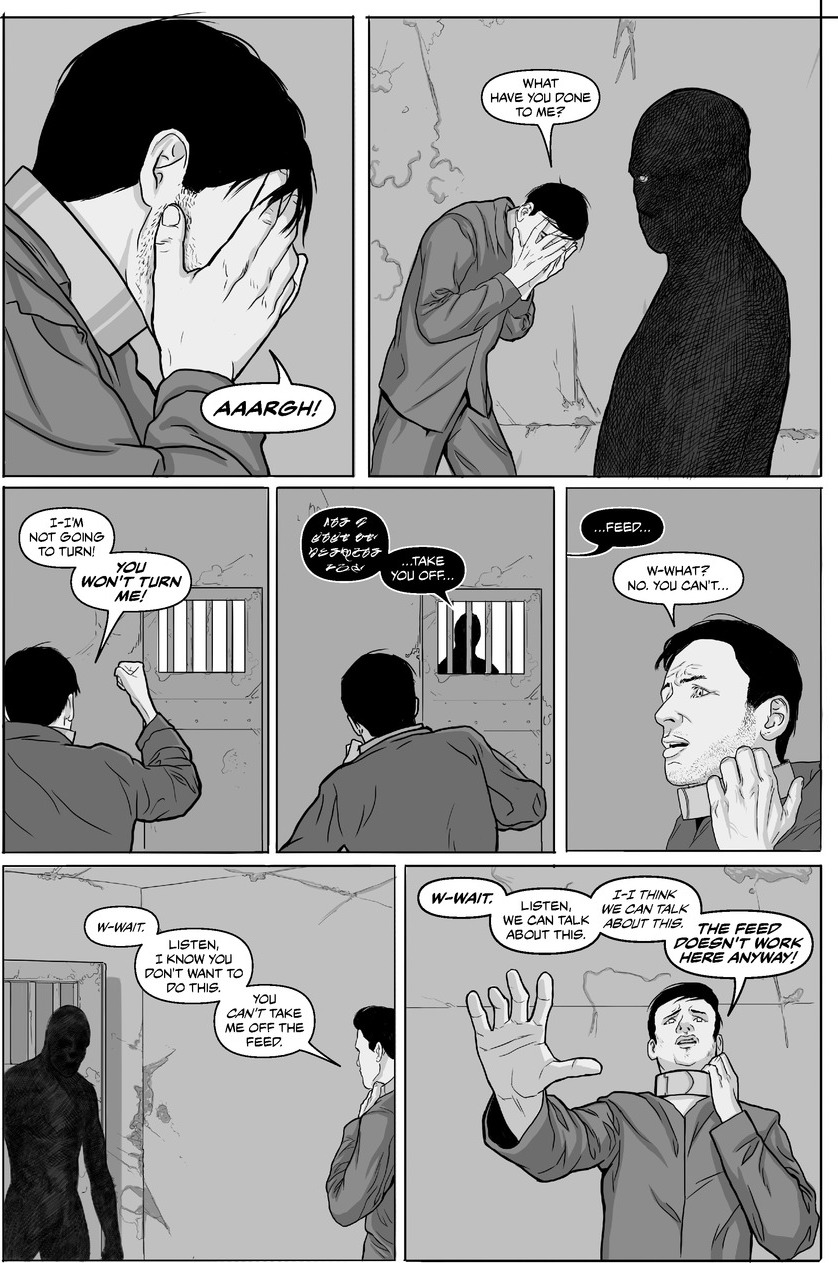 AAARGH!
WHAT
HAVE YOU DONE
TO ME?
I-I'M
NOT GOING
TO TURN!
YOU
WON'T TURN
ME!
...TAKE
YOU OFF...
...FEED...
W-WHAT?
NO. YOU CAN'T...
W-WAIT.
LISTEN,
I KNOW YOU
DON'T WANT TO
DO THIS.
YOU
CAN'T TAKE
ME OFF THE
FEED.
W-WAIT.
LISTEN,
WE CAN TALK
ABOUT THIS.
I-I THINK
WE CAN TALK
ABOUT THIS.
THE FEED
DOESN'T WORK
HERE ANYWAY!